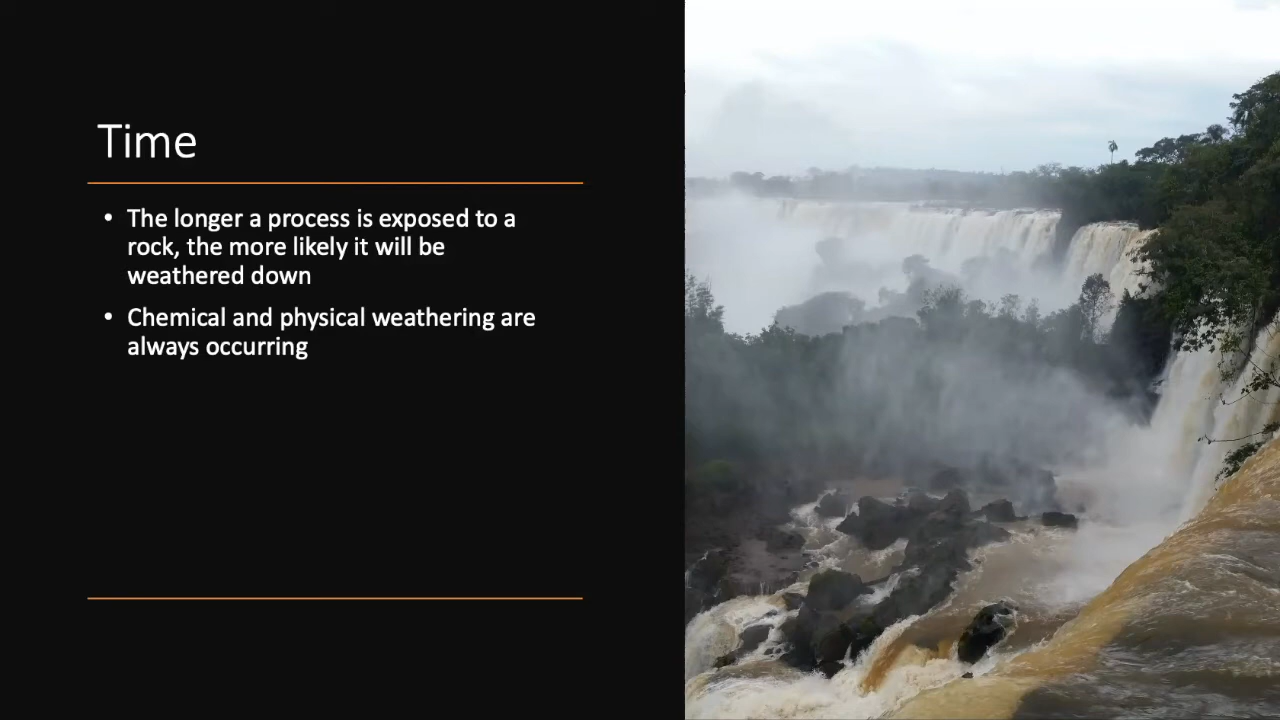 Time
• The longer a process is exposed to a
rock, the more likely it will be
weathered down
• Chemical and physical weathering are
always occurring